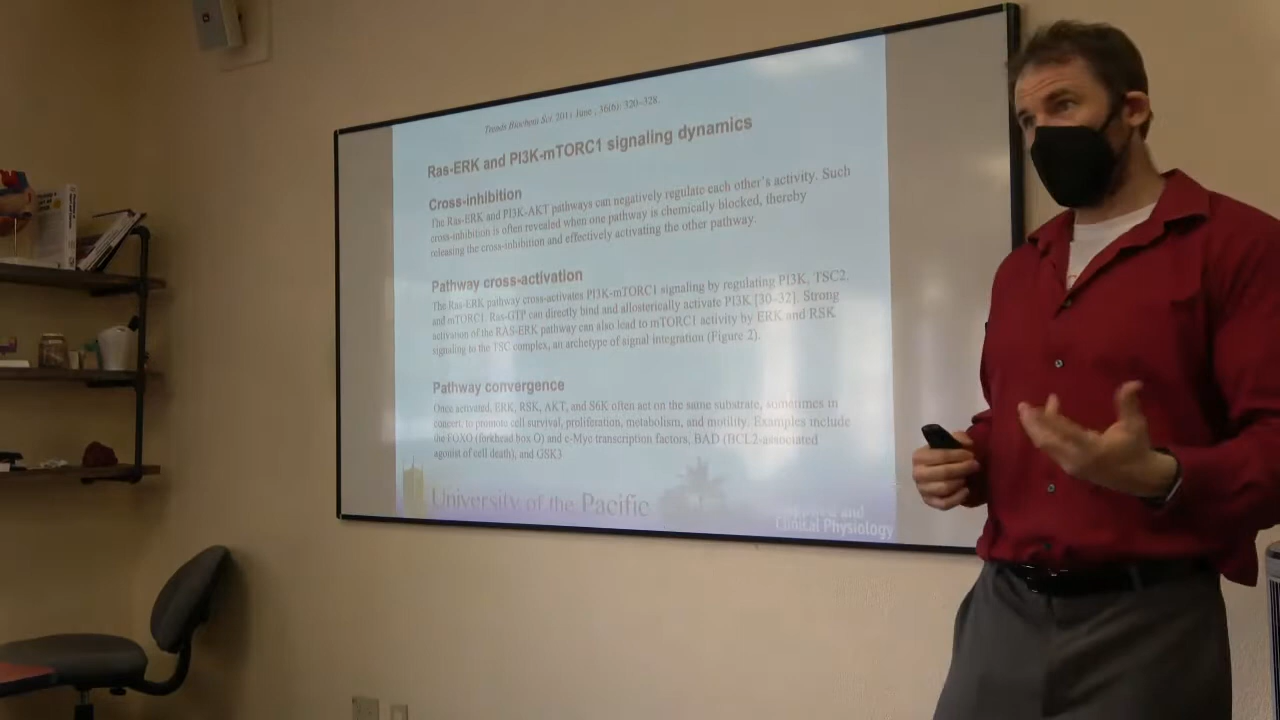 Trends Biochem Sci. 2011 June ; 36(6): 320–328.
Ras-ERK and PI3K-mTORC1 signaling dynamics
Cross-inhibition
The Ras-ERK and PI3K-AKT pathways can negatively regulate each other's activity. Such
cross-inhibition is often revealed when one pathway is chemically blocked, thereby
releasing the cross-inhibition and effectively activating the other pathway.
Pathway cross-activation
The Ras-ERK pathway cross-activates PI3K-mTORC1 signaling by regulating PI3K, TSC2,
and mTORC1. Ras-GTP can directly bind and allosterically activate PI3K [30–32]. Strong
activation of the RAS-ERK pathway can also lead to mTORC1 activity by ERK and RSK
signaling to the TSC complex, an archetype of signal integration (Figure 2).
Pathway convergence
Once activated, ERK, RSK, AKT, and S6K often act on the same substrate, sometimes in
concert, to promote cell survival, proliferation, metabolism, and motility. Examples include
the FOXO (forkhead box O) and c-Myc transcription factors, BAD (BCL2-associated
agonist of cell death), and GSK3
University of the Pacific
and
Clinical Physiology